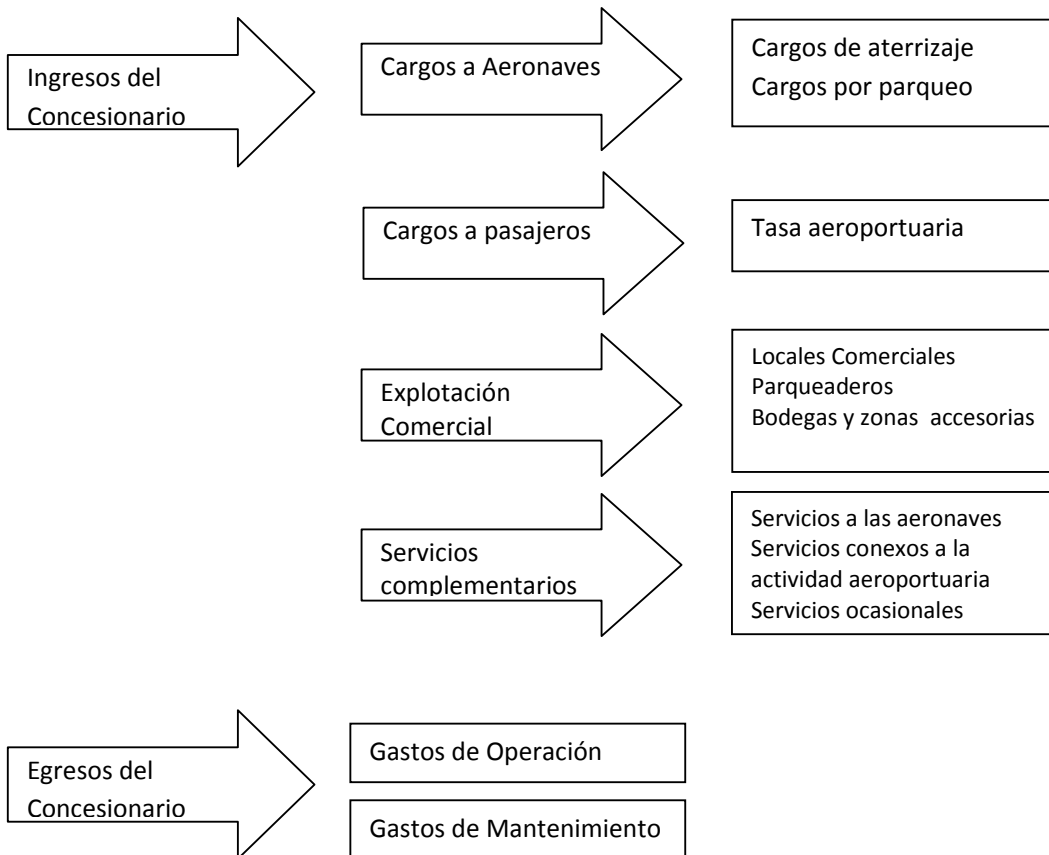 Ingresos del
Concesionario
Cargos a Aeronaves
Cargos de aterrizaje
Cargos por parqueo
Cargos a pasajeros
Tasa aeroportuaria
Explotación
Comercial
Locales Comerciales
Parqueaderos
Bodegas y zonas  accesorias
Servicios
complementarios
Servicios a las aeronaves
Servicios conexos a la
actividad aeroportuaria
Servicios ocasionales
Egresos del
Concesionario
Gastos de Operación
Gastos de Mantenimiento